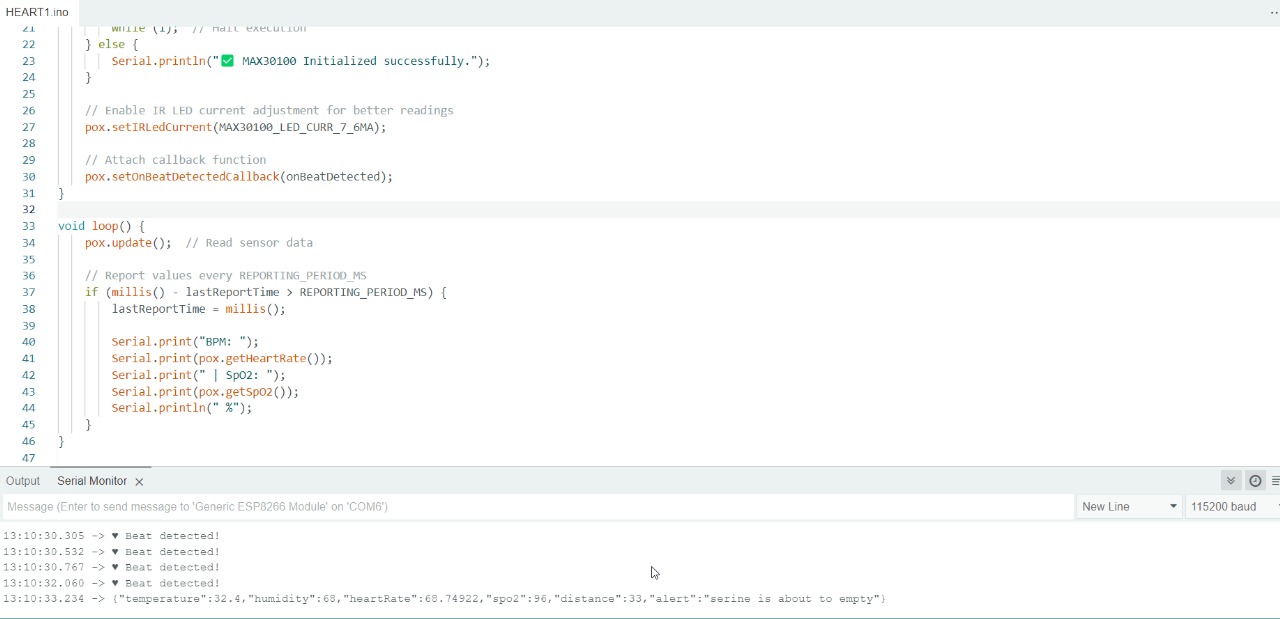 HEART1.ino
21 while (1);  // Halt execution
22 } else {
23 Serial.println("✅ MAX30100 Initialized successfully.");
24 }
25
26 // Enable IR LED current adjustment for better readings
27 pox.setIRLedCurrent(MAX30100_LED_CURR_7_6MA);
28
29 // Attach callback function
30 pox.setOnBeatDetectedCallback(onBeatDetected);
31 }
32
33 void loop() {
34 pox.update();  // Read sensor data
35
36 // Report values every REPORTING_PERIOD_MS
37 if (millis() - lastReportTime > REPORTING_PERIOD_MS) {
38 lastReportTime = millis();
39
40 Serial.print("BPM: ");
41 Serial.print(pox.getHeartRate());
42 Serial.print(" | SpO2: ");
43 Serial.print(pox.getSpO2());
44 Serial.println(" %");
45 }
46 }
47
Output Serial Monitor
Message (Enter to send message to 'Generic ESP8266 Module' on 'COM6') New Line 115200 baud
13:10:30.305 -> ♥ Beat detected!
13:10:30.532 -> ♥ Beat detected!
13:10:30.767 -> ♥ Beat detected!
13:10:32.060 -> ♥ Beat detected!
13:10:33.234 -> {"temperature":32.4,"humidity":68,"heartRate":68.74922,"spo2":96,"distance":33,"alert":"serine is about to empty"}